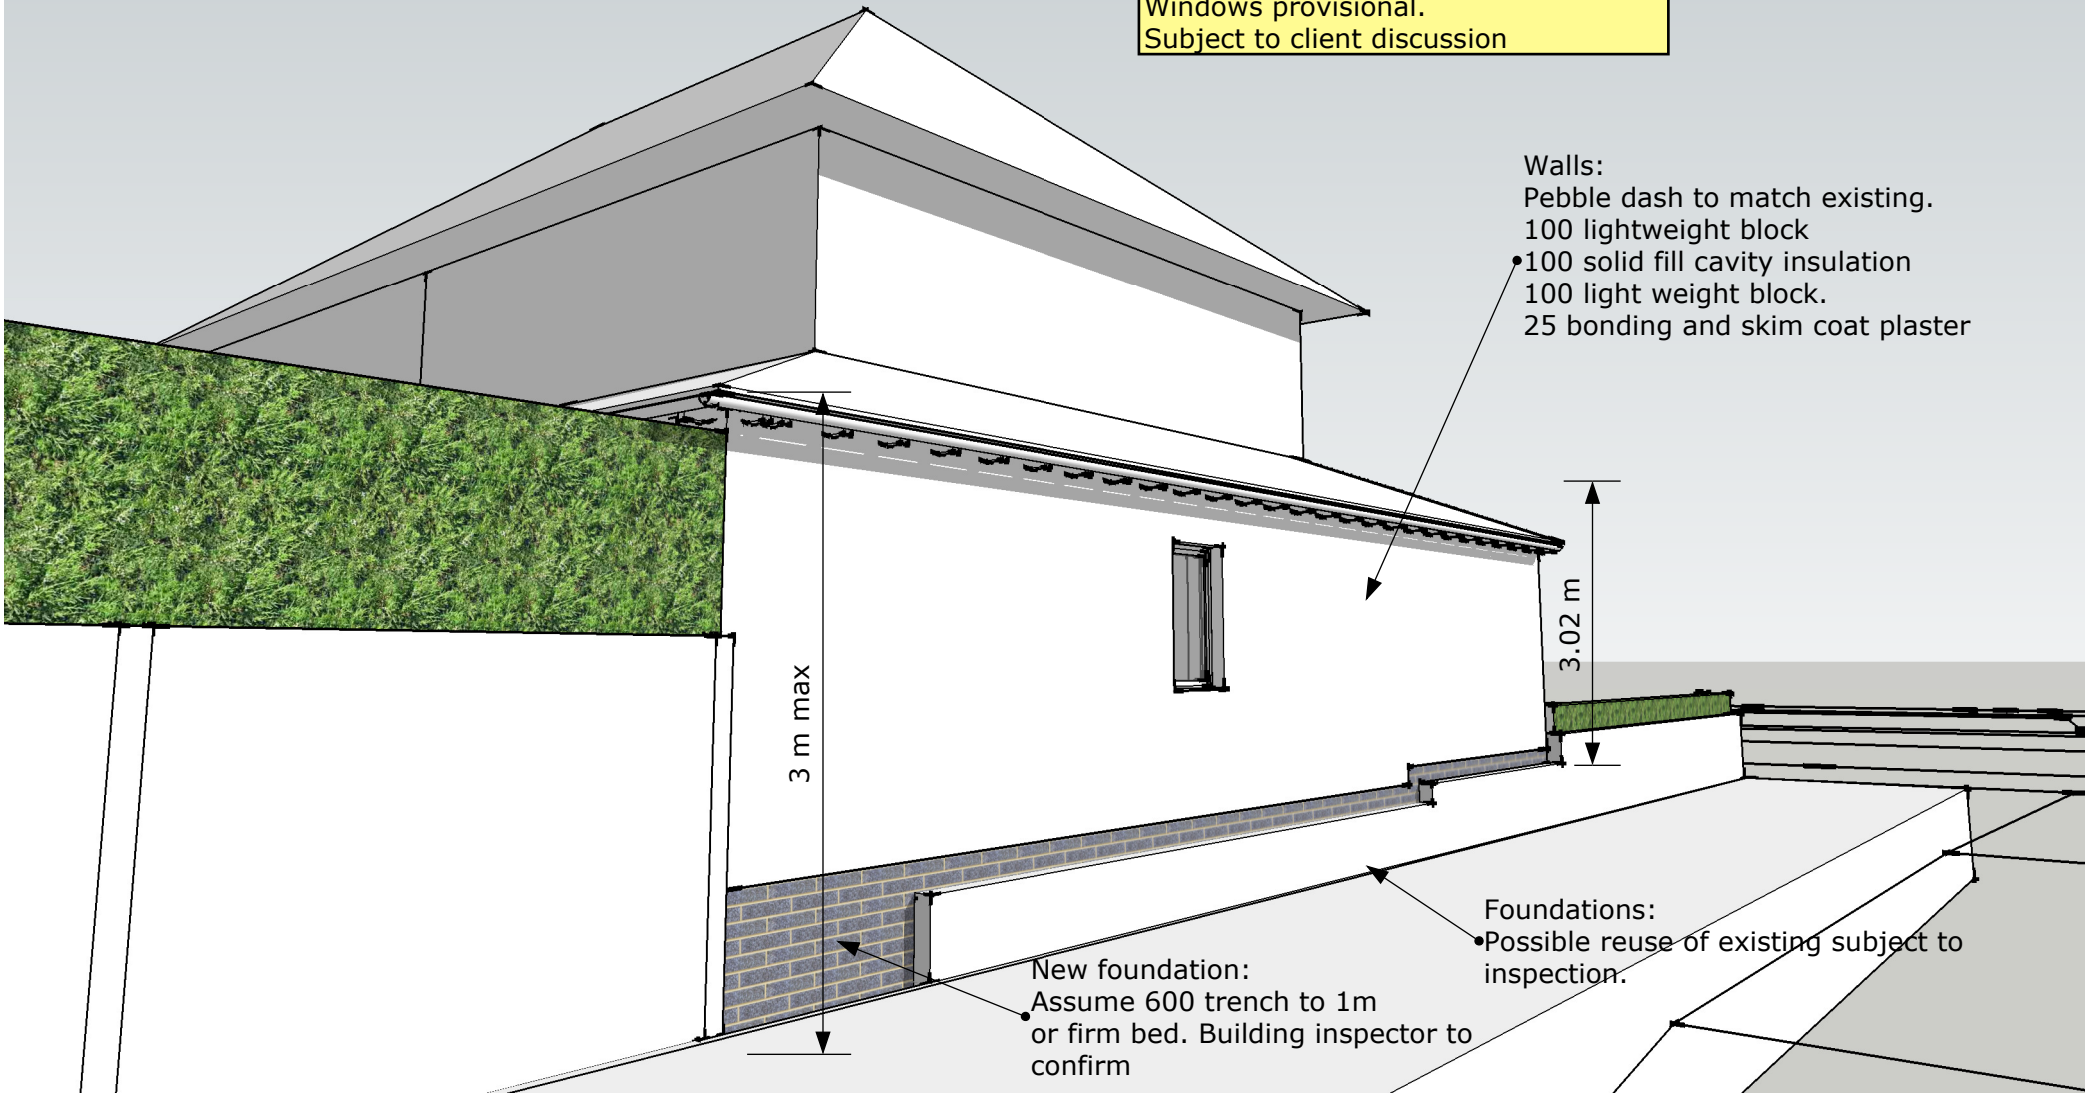 Windows provisional.
Subject to client discussion
Walls:
Pebble dash to match existing.
100 lightweight block
100 solid fill cavity insulation
100 light weight block.
25 bonding and skim coat plaster
3 m max
3.02 m
Foundations:
Possible reuse of existing subject to
inspection.
New foundation:
Assume 600 trench to 1m
or firm bed. Building inspector to
confirm